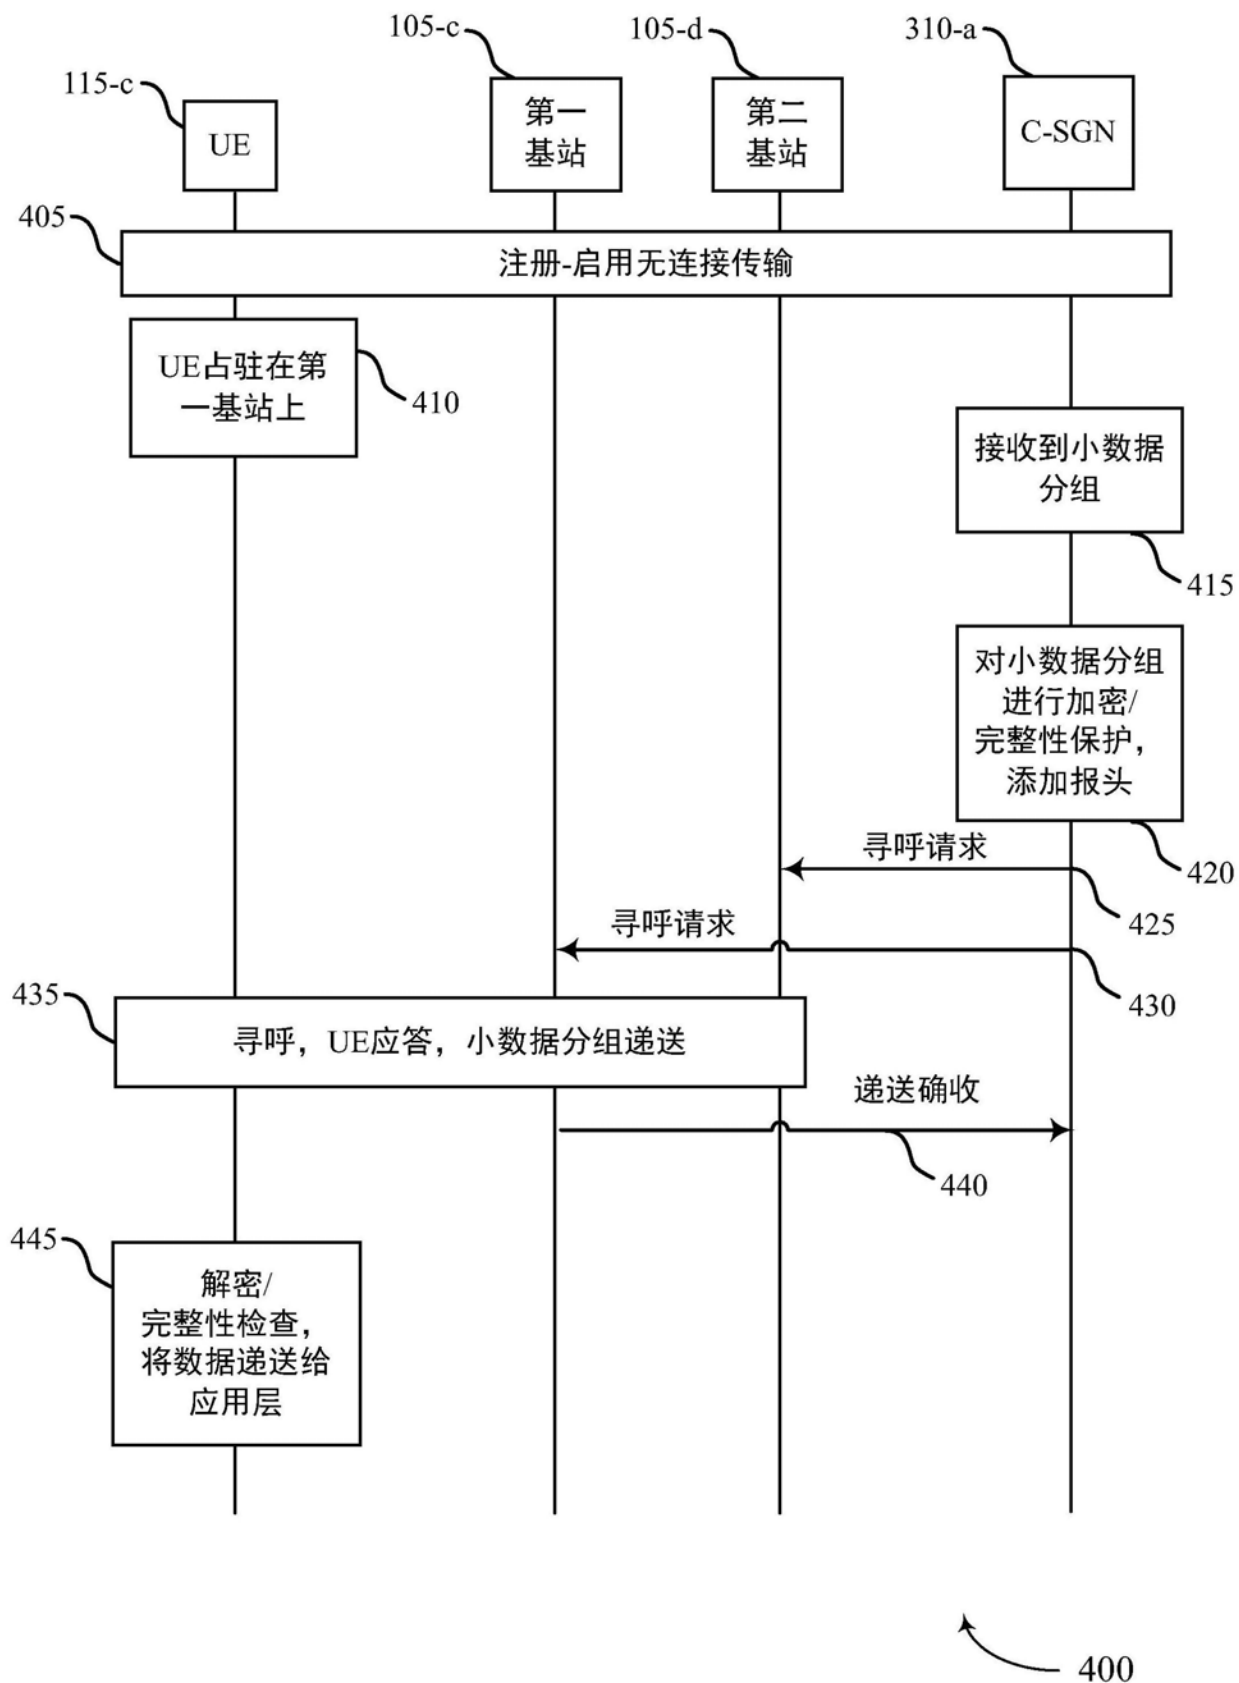 105-c
105-d
310-a
115-c
UE
第一
基站
第二
基站
C-SGN
405
注册-启用无连接传输
UE占驻在第
一基站上
410
接收到小数据
分组
415
对小数据分组
进行加密/
完整性保护，
添加报头
420
寻呼请求
425
寻呼请求
430
435
寻呼，UE应答，小数据分组递送
递送确收
440
445
解密/
完整性检查，
将数据递送给
应用层
400